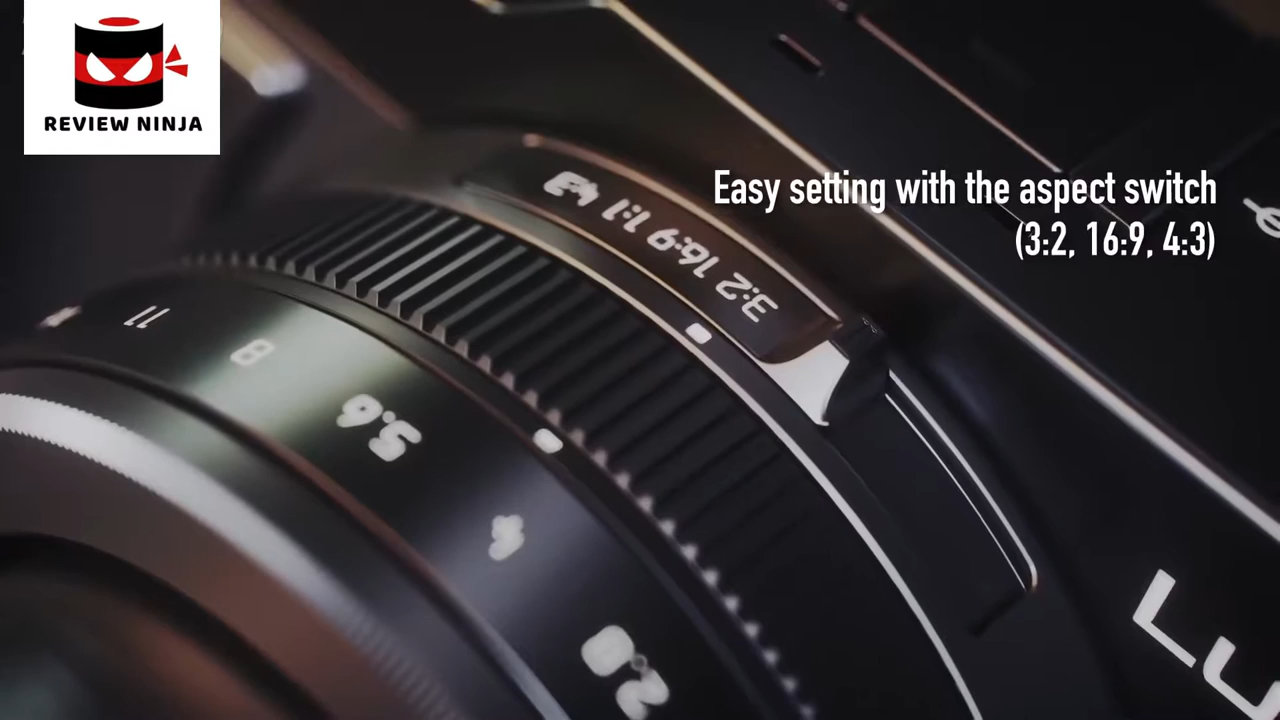 REVIEW NINJA
Easy setting with the aspect switch
(3:2, 16:9, 4:3)
4:3 1:1 16:9 3:2
11
8
5.6
4
2.8
LU